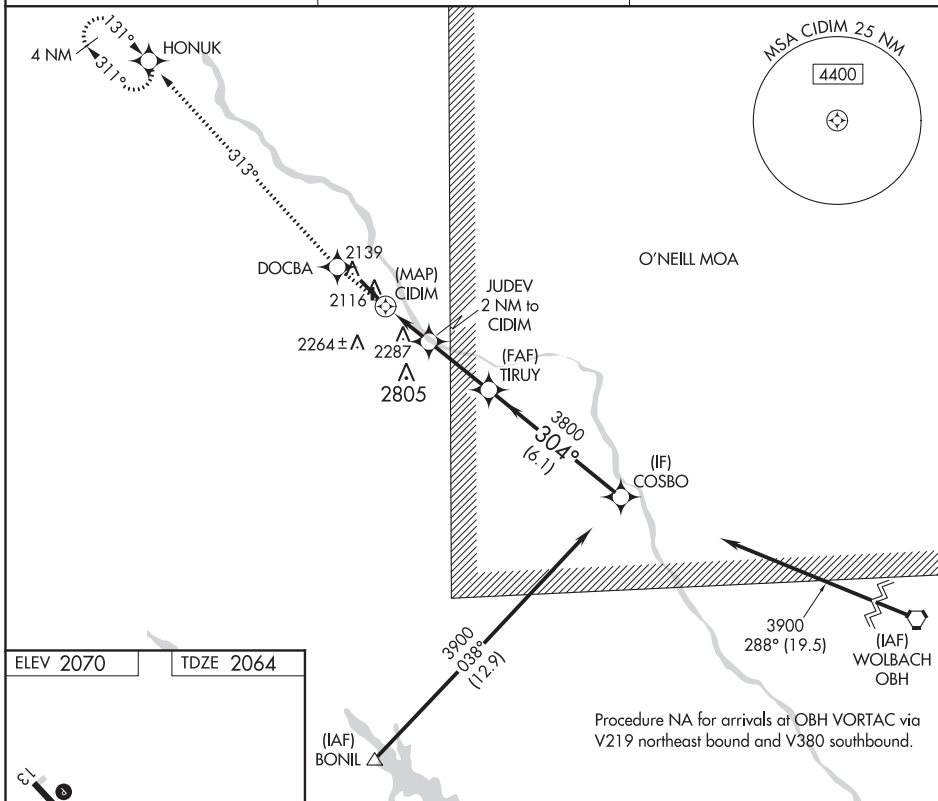 MSA CIDIM 25 NM
4400
131°
HONUK
4 NM
311°
313°
O'NEILL MOA
DOCBA
2139
(MAP)
CIDIM
2116
JUDEV
2 NM to
CIDIM
2264±
2287
2805
(FAF)
TIRUY
3800
304°
(6.1)
(IF)
COSBO
3900
038°
(12.9)
3900
288° (19.5)
(IAF)
WOLBACH
OBH
ELEV 2070
TDZE 2064
(IAF)
BONIL
Procedure NA for arrivals at OBH VORTAC via
V219 northeast bound and V380 southbound.
13
P